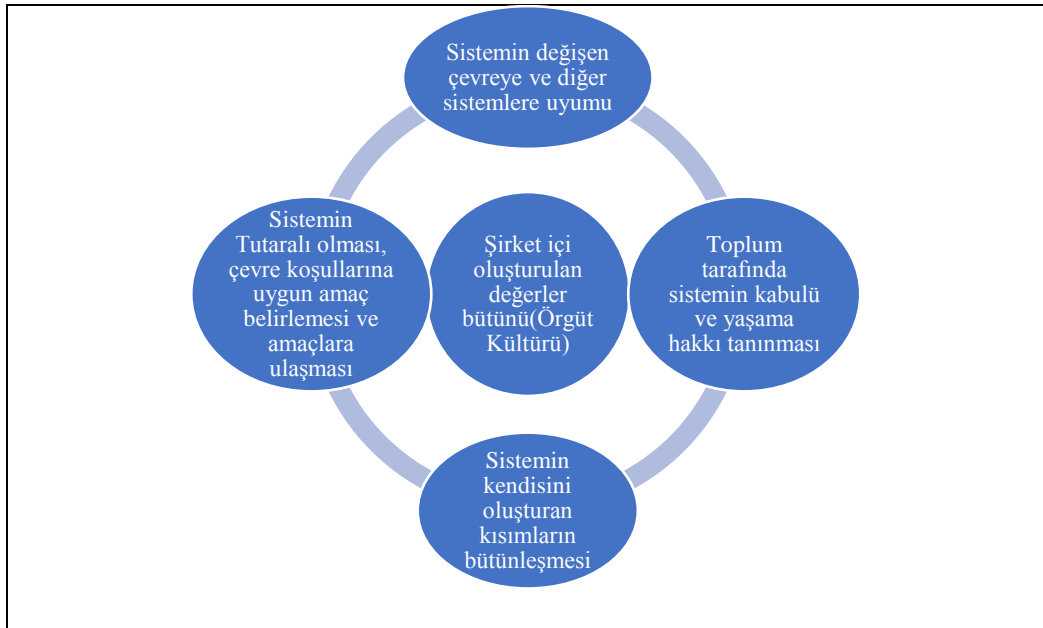 Sistemin değişen
çevreye ve diğer
sistemlere uyumu
Sistemin
Tutaralı olması,
çevre koşullarına
uygun amaç
belirlemesi ve
amaçlara
ulaşması
Şirket içi
oluşturulan
değerler
bütünü(Örgüt
Kültürü)
Toplum
tarafında
sistemin kabulü
ve yaşama
hakkı tanınması
Sistemin
kendisini
oluşturan
kısımların
bütünleşmesi